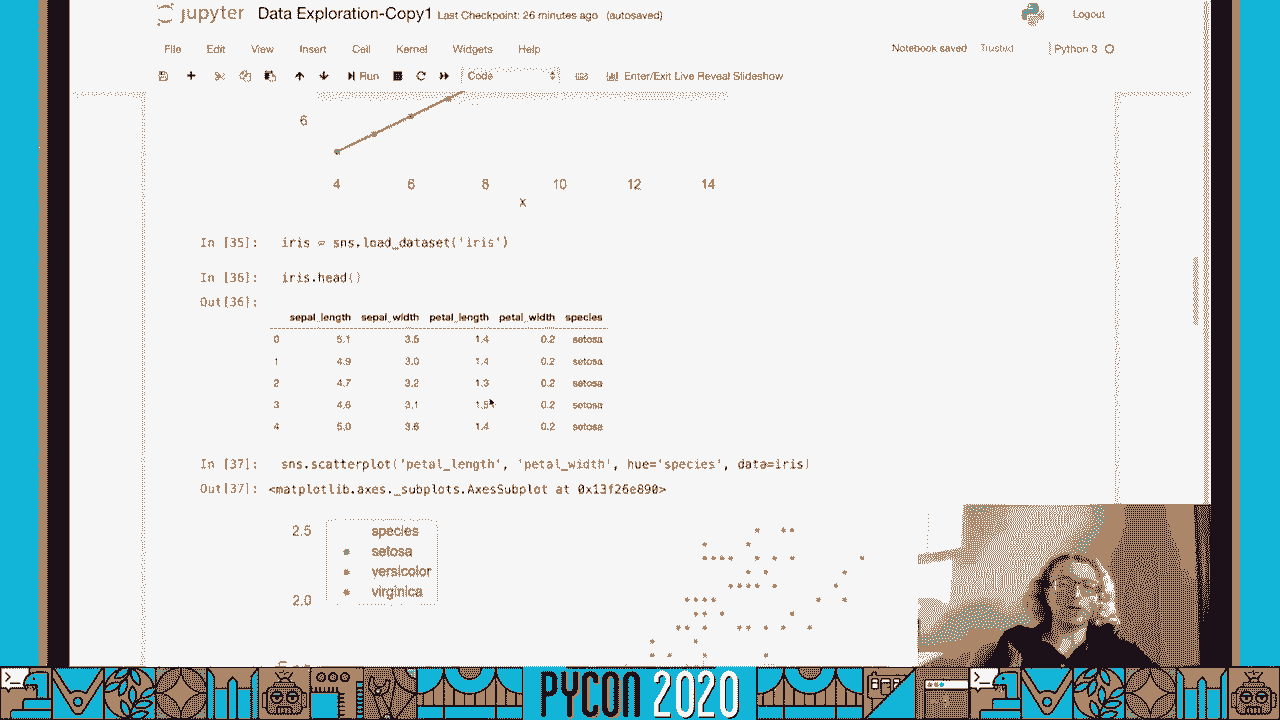 jupyter Data Exploration-Copy1 Last Checkpoint: 26 minutes ago (autosaved)
Logout
File Edit View Insert Cell Kernel Widgets Help
Notebook saved Trusted Python 3
Run Code Enter/Exit Live Reveal Slideshow
6
4 6 8 10 12 14
x
In [35]: iris = sns.load_dataset('iris')
In [36]: iris.head()
Out[36]:
sepal_length sepal_width petal_length petal_width species
0 5.1 3.5 1.4 0.2 setosa
1 4.9 3.0 0.2 setosa
2 4.7 3.2 1.3 0.2 setosa
3 4.6 3.1 0.2 setosa
4 5.0 3.6 1.4 0.2 setosa
In [37]: sns.scatterplot('petal_length', 'petal_width', hue='species', =iris)
Out[37]: <matplotlib.axes._subplots.AxesSubplot at 0x13f26e890>
2.5 species
setosa
versicolor
2.0 virginica
PYCON 2020